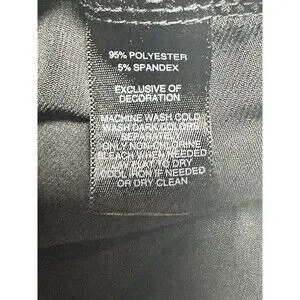 95% POLYESTER
5% SPANDEX
EXCLUSIVE OF
DECORATION
MACHINE WASH COLD
WASH DARK COLORS
SEPARATELY
ONLY NON-CHLORINE
BLEACH WHEN NEEDED
LAY FLAT TO DRY
COOL IRON IF NEEDED
OR DRY CLEAN